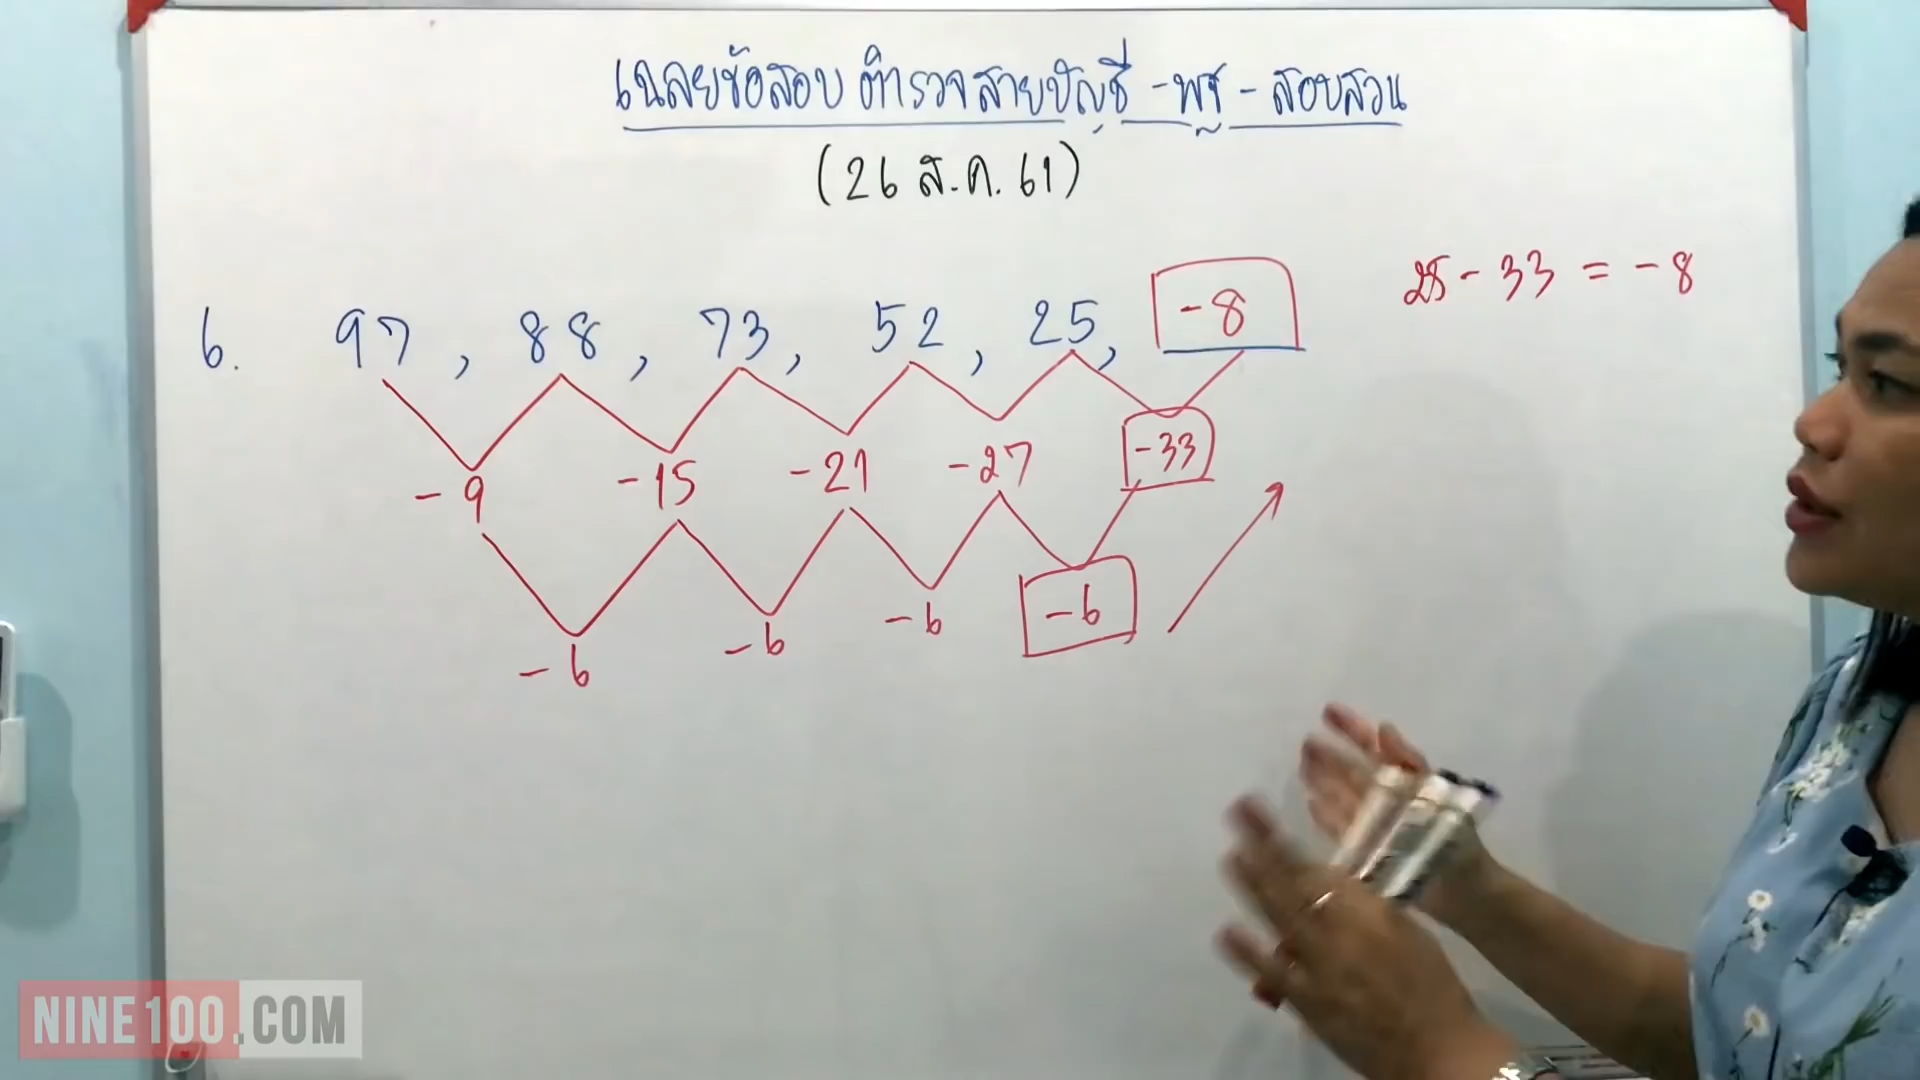 เฉลยข้อสอบ ตำรวจสายบัญชี - พฐ - สอบสวน
(26 ส.ค. 61)
25 - 33 = -8
6. 97 , 88 , 73 , 52 , 25 , -8
-9 -15 -21 -27 -33
-6 -6 -6 -6
NINE100.COM